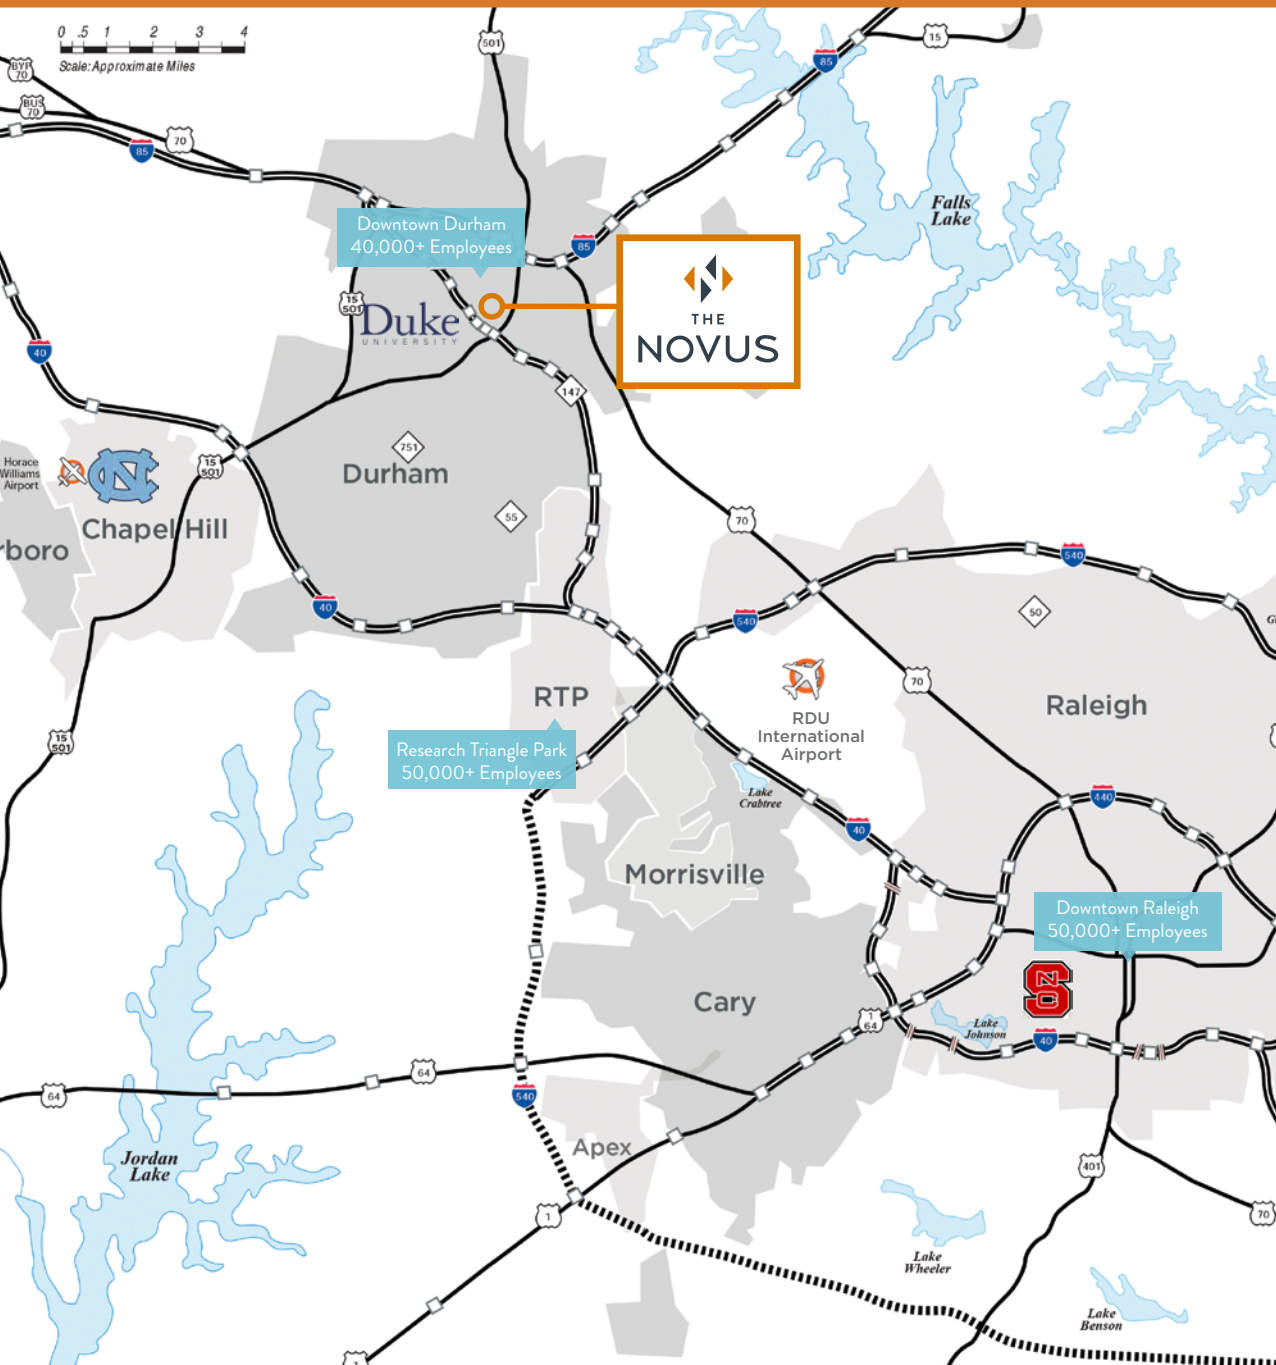 0 .5 1 2 3 4
Scale: Approximate Miles
501
15
85
BYP
70
BUS
70
70
85
Falls
Lake
Downtown Durham
40,000+ Employees
85
15
501
Duke
UNIVERSITY
THE
NOVUS
40
147
751
Durham
Horace
Williams
Airport
15
501
55
Chapel Hill
rboro
70
540
40
540
50
RTP
70
Raleigh
RDU
International
Airport
15
501
Research Triangle Park
50,000+ Employees
Lake
Crabtree
440
40
Morrisville
Downtown Raleigh
50,000+ Employees
NC
S
Cary
1
64
Lake
Johnson
40
64
64
540
Apex
Jordan
Lake
401
1
70
Lake
Wheeler
Lake
Benson
1